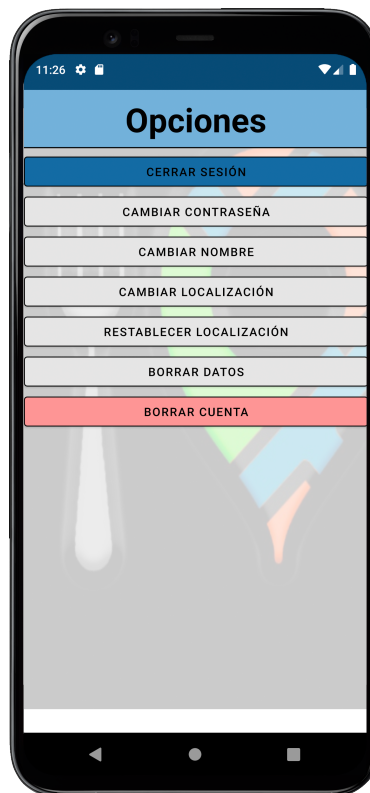 11:26
Opciones
CERRAR SESIÓN
CAMBIAR CONTRASEÑA
CAMBIAR NOMBRE
CAMBIAR LOCALIZACIÓN
RESTABLECER LOCALIZACIÓN
BORRAR DATOS
BORRAR CUENTA